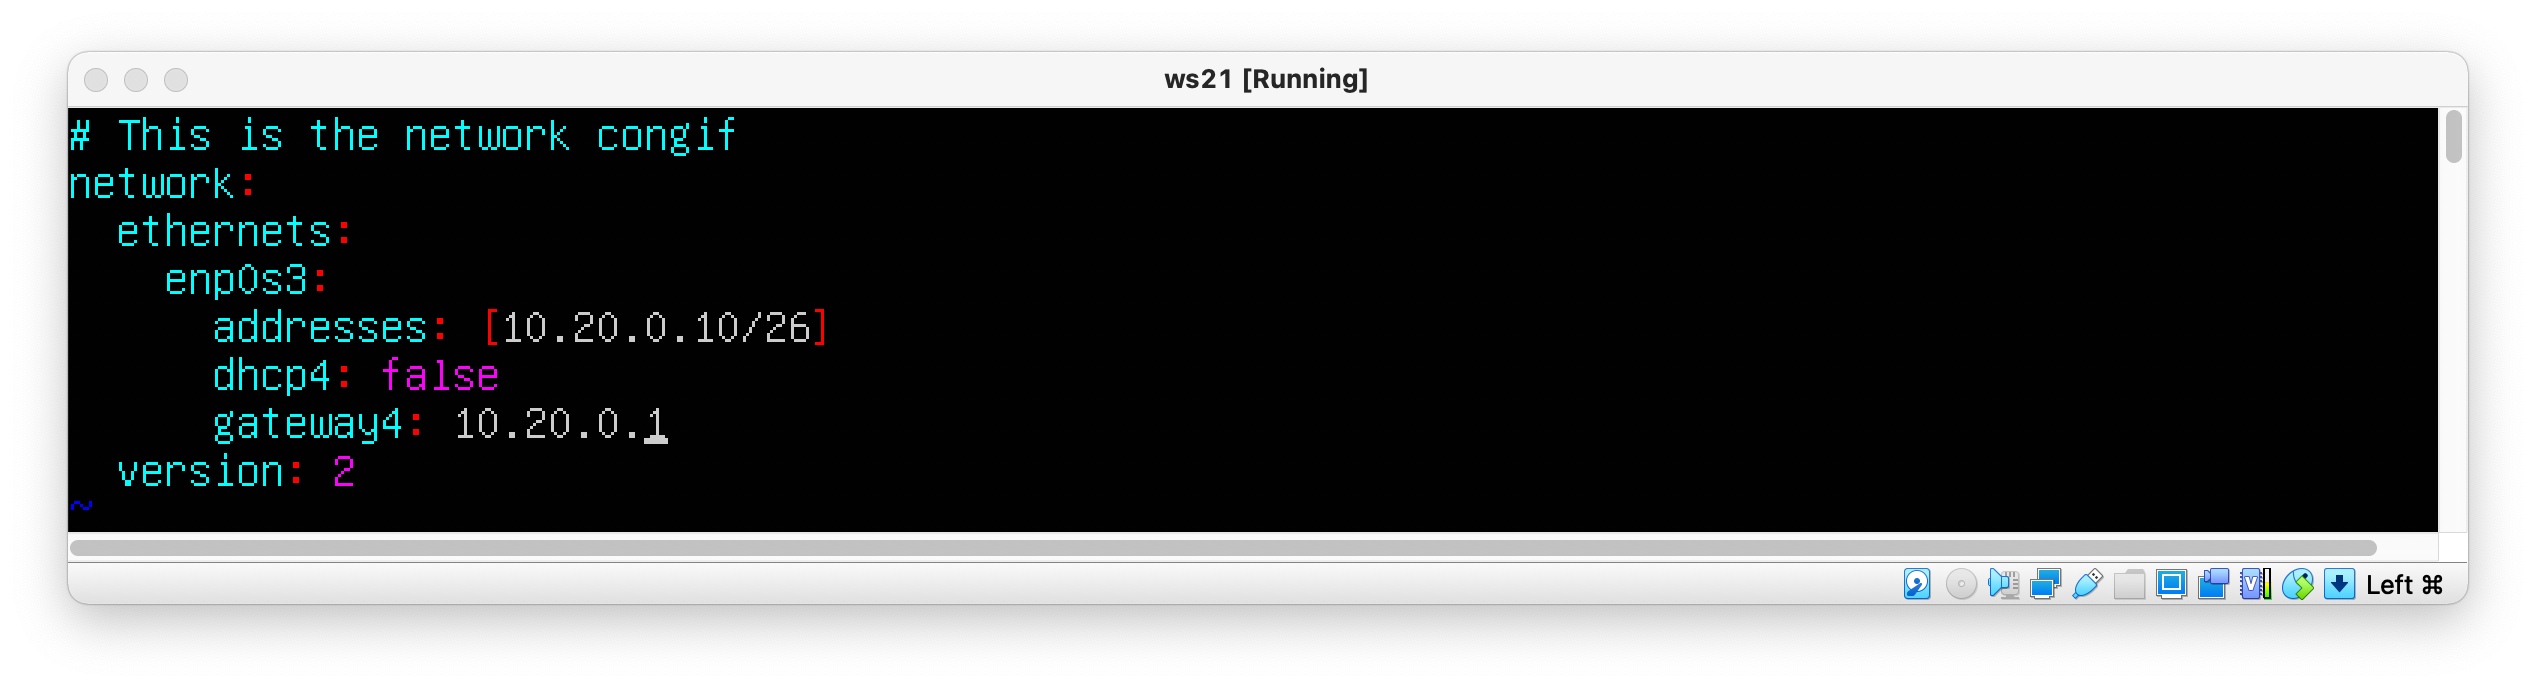 ws21 [Running]
# This is the network congif
network:
  ethernets:
    enp0s3:
      addresses: [10.20.0.10/26]
      dhcp4: false
      gateway4: 10.20.0.1
  version: 2
~
Left ⌘